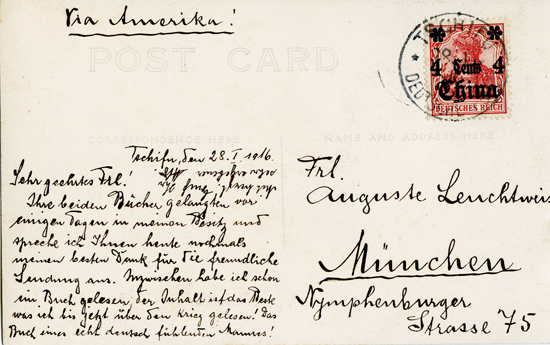 Via Amerika!
POST CARD
TSCHIFU
DEUTSCHE
4 Cents 4
China
DEUTSCHES REICH
CORRESPONDENCE HERE
NAME AND ADDRESS HERE
Tschifu, den 28. I. 1916.
Sehr geehrtes Frl!
Ihre beiden Bücher gelangten vor
einigen Tagen in meinen Besitz und
spreche ich Ihnen heute nochmals
meinen besten Dank für die freundliche
Sendung aus. Inzwischen habe ich schon
ein Buch gelesen, der Inhalt ist das Beste
was ich bis jetzt über den Krieg gelesen! Das
Buch eines echt deutsch fühlenden Mannes!
Frl.
Auguste Leuchtweis
München
Nymphenburger
Strasse 75